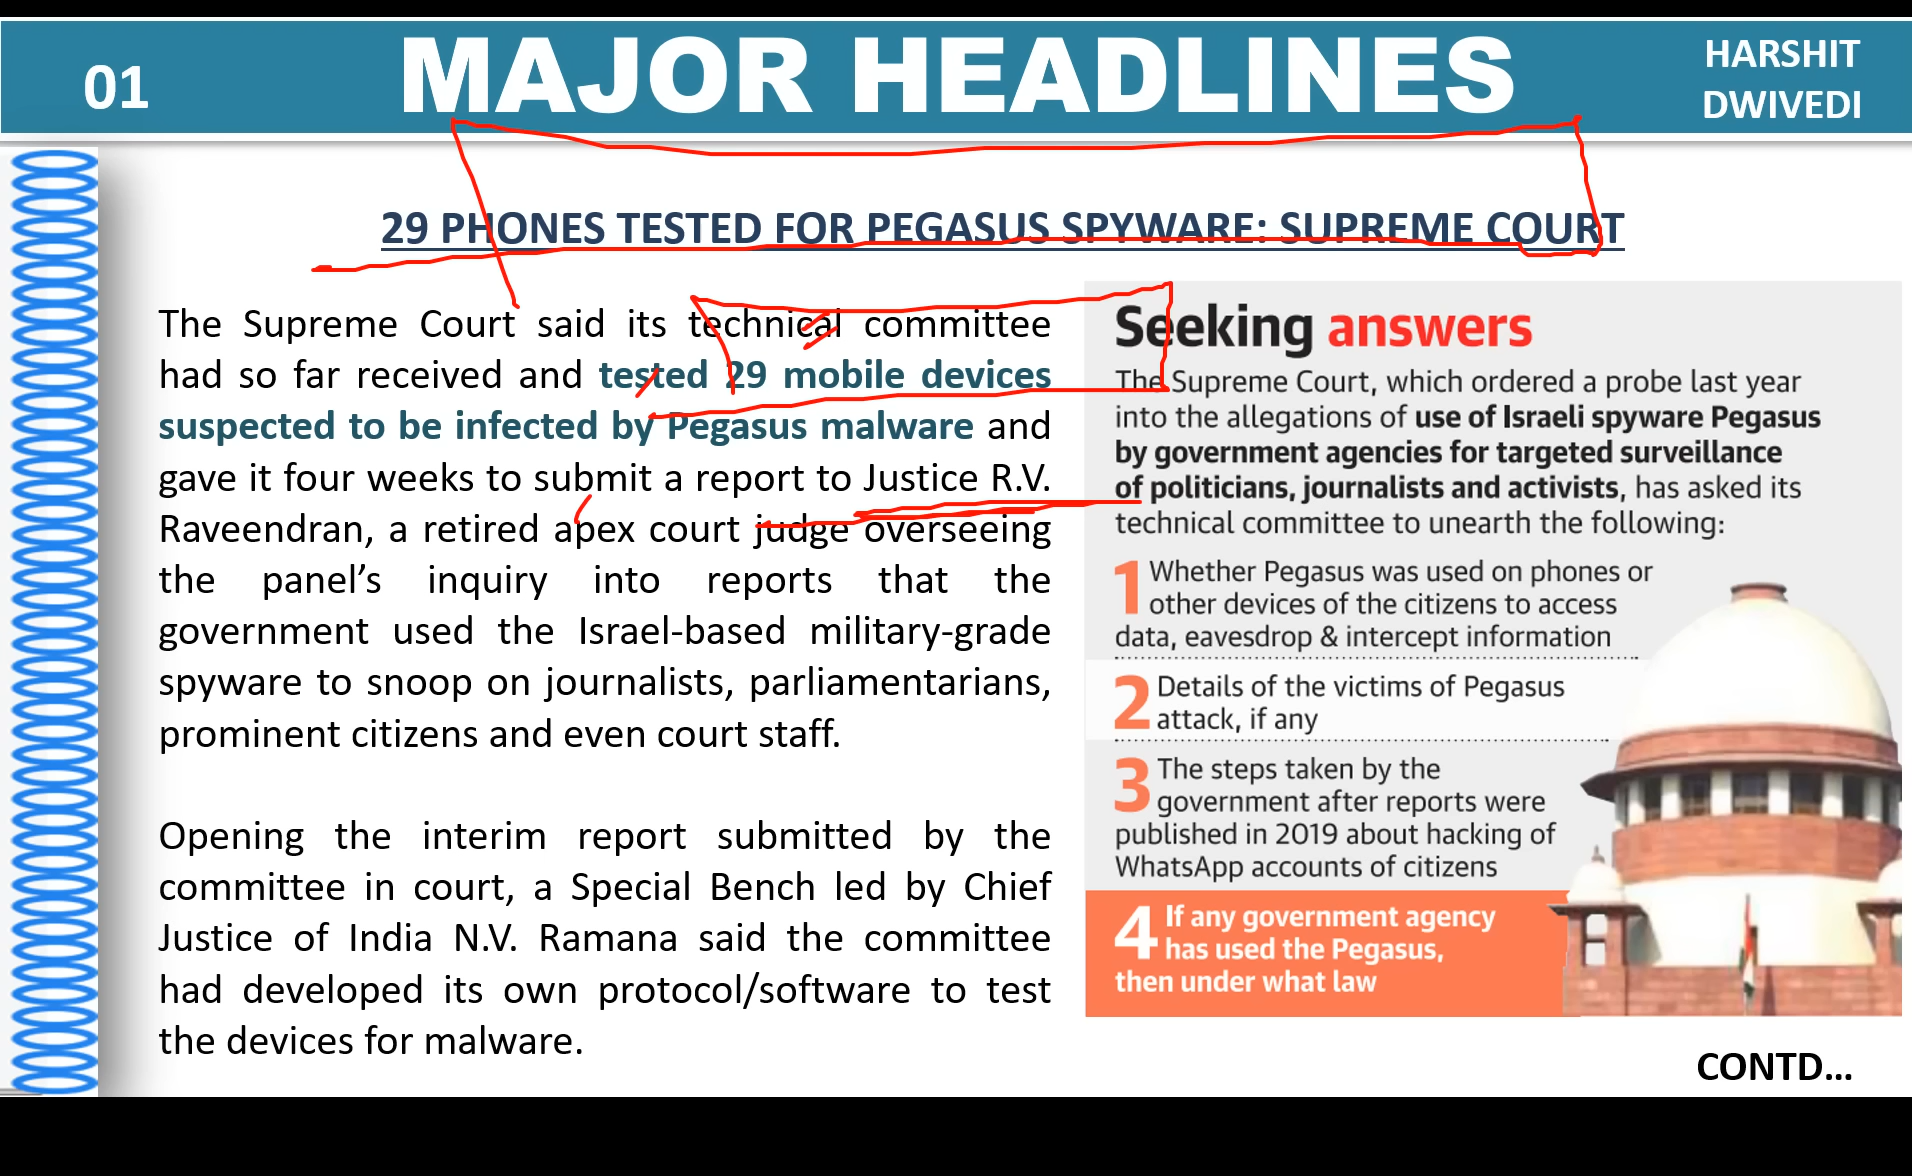 01
MAJOR HEADLINES
HARSHIT
DWIVEDI
29 PHONES TESTED FOR PEGASUS SPYWARE: SUPREME COURT
The Supreme Court said its technical committee
had so far received and tested 29 mobile devices
suspected to be infected by Pegasus malware and
gave it four weeks to submit a report to Justice R.V.
Raveendran, a retired apex court judge overseeing
the panel’s inquiry into reports that the
government used the Israel-based military-grade
spyware to snoop on journalists, parliamentarians,
prominent citizens and even court staff.
Opening the interim report submitted by the
committee in court, a Special Bench led by Chief
Justice of India N.V. Ramana said the committee
had developed its own protocol/software to test
the devices for malware.
Seeking answers
The Supreme Court, which ordered a probe last year
into the allegations of use of Israeli spyware Pegasus
by government agencies for targeted surveillance
of politicians, journalists and activists, has asked its
technical committee to unearth the following:
1 Whether Pegasus was used on phones or
other devices of the citizens to access
data, eavesdrop & intercept information
2 Details of the victims of Pegasus
attack, if any
3 The steps taken by the
government after reports were
published in 2019 about hacking of
WhatsApp accounts of citizens
4 If any government agency
has used the Pegasus,
then under what law
CONTD...